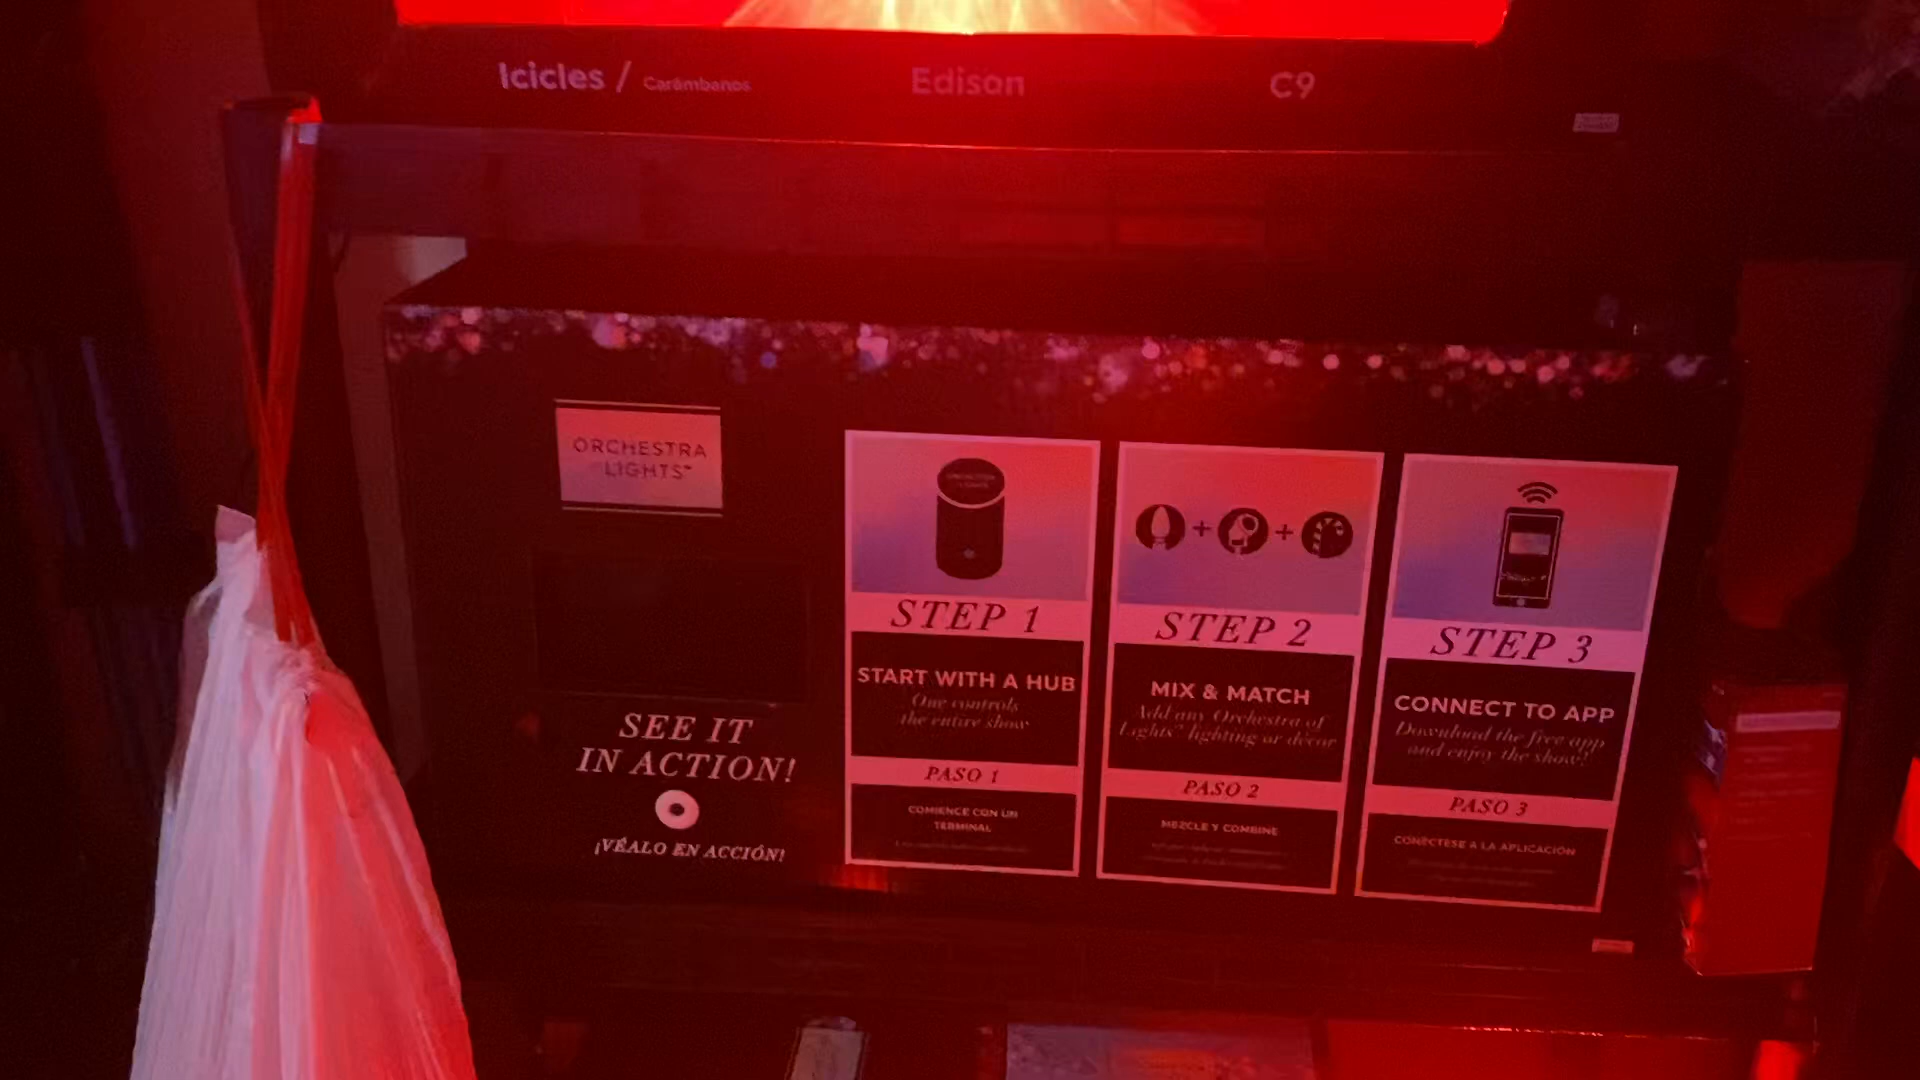 Icicles / Carámbanos
Edison
C9
ORCHESTRA
LIGHTS™
SEE IT
IN ACTION!
¡VÉALO EN ACCIÓN!
STEP 1
START WITH A HUB
One controls
the entire show
PASO 1
COMIENCE CON UN
TERMINAL
STEP 2
MIX & MATCH
Add any Orchestra of
Lights™ lighting or décor
PASO 2
MEZCLE Y COMBINE
STEP 3
CONNECT TO APP
Download the free app
and enjoy the show!
PASO 3
CONÉCTESE A LA APLICACIÓN